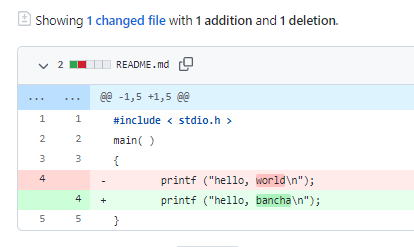 Showing 1 changed file with 1 addition and 1 deletion.
2 README.md
... ... @@ -1,5 +1,5 @@
1 1 #include < stdio.h >
2 2 main( )
3 3 {
4 - printf ("hello, world\n");
4 + printf ("hello, bancha\n");
5 5 }